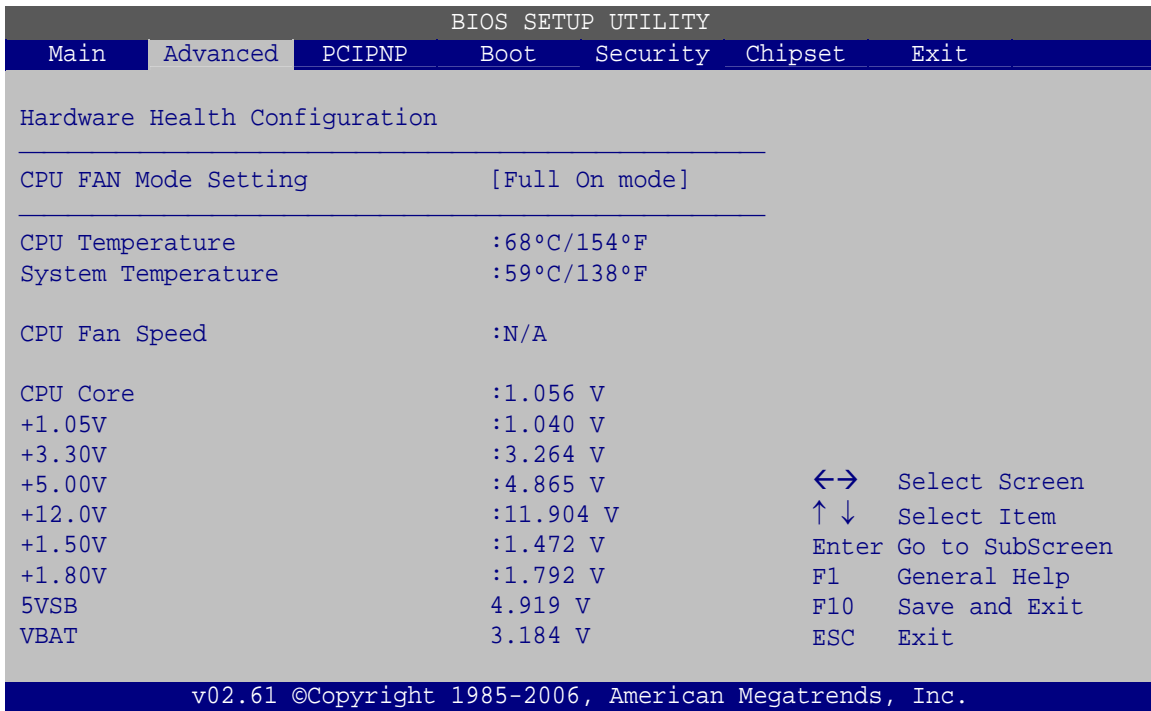 BIOS SETUP UTILITY
Main Advanced PCIPNP Boot Security Chipset Exit
Hardware Health Configuration
CPU FAN Mode Setting [Full On mode]
CPU Temperature :68ºC/154ºF
System Temperature :59ºC/138ºF
CPU Fan Speed :N/A
CPU Core :1.056 V
+1.05V :1.040 V
+3.30V :3.264 V
+5.00V :4.865 V
+12.0V :11.904 V
+1.50V :1.472 V
+1.80V :1.792 V
5VSB 4.919 V
VBAT 3.184 V
←→ Select Screen
↑ ↓ Select Item
Enter Go to SubScreen
F1 General Help
F10 Save and Exit
ESC Exit
v02.61 ©Copyright 1985-2006, American Megatrends, Inc.